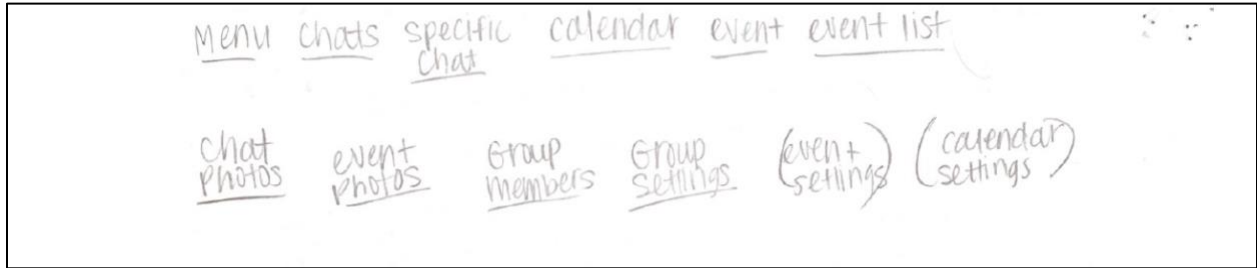 Menu chats specific calendar event event list
chat
chat event Group Group (event) (calendar
photos photos members settings settings settings)